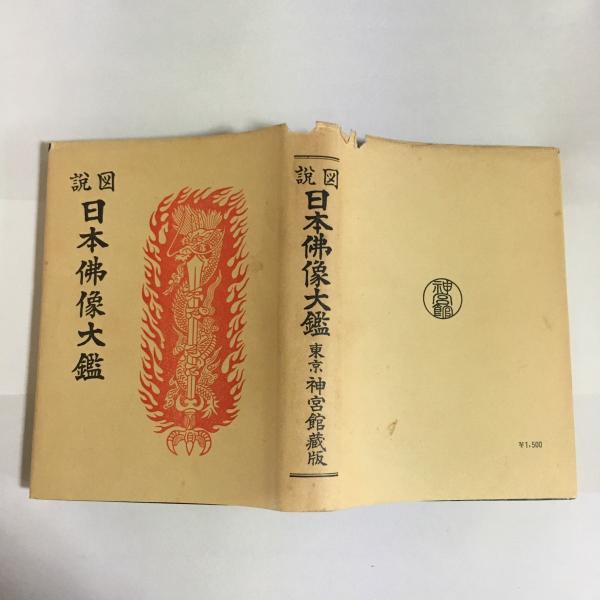 図説
日本佛像大鑑
図説
日本佛像大鑑
東京 神宮館藏版
神宮館
￥1,500